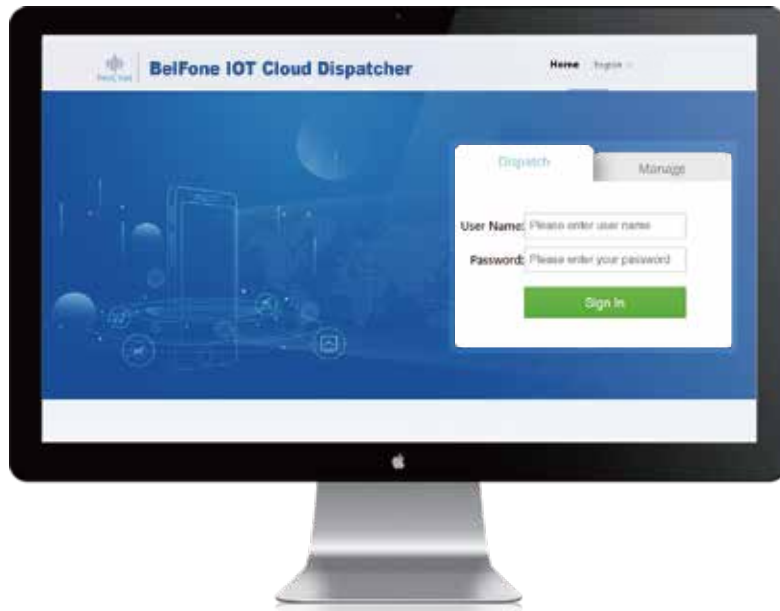 BelFone IOT Cloud Dispatcher
Home English
Dispatch
Manage
User Name: Please enter user name
Password: Please enter your password
Sign In